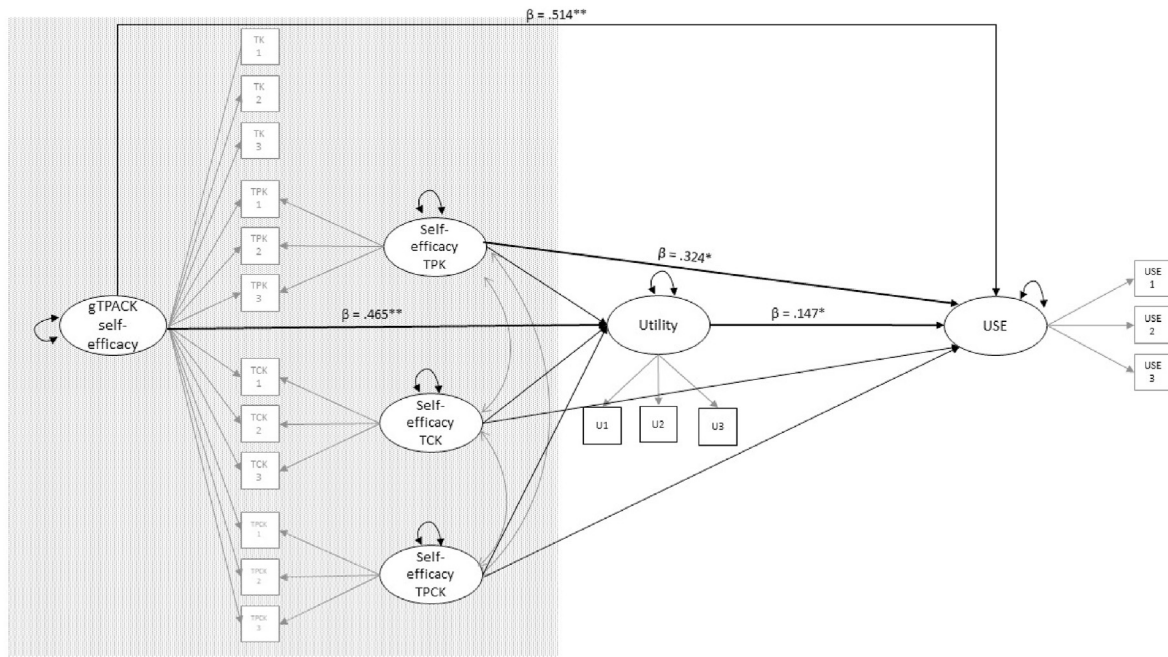 β = .514**
TK
1
TK
2
TK
3
TPK
1
TPK
2
TPK
3
Self-
efficacy
TPK
β = .324*
gTPACK
self-
efficacy
β = .465**
Utility
β = .147*
USE
USE
1
USE
2
USE
3
TCK
1
TCK
2
TCK
3
Self-
efficacy
TCK
U1
U2
U3
TPCK
1
TPCK
2
TPCK
3
Self-
efficacy
TPCK